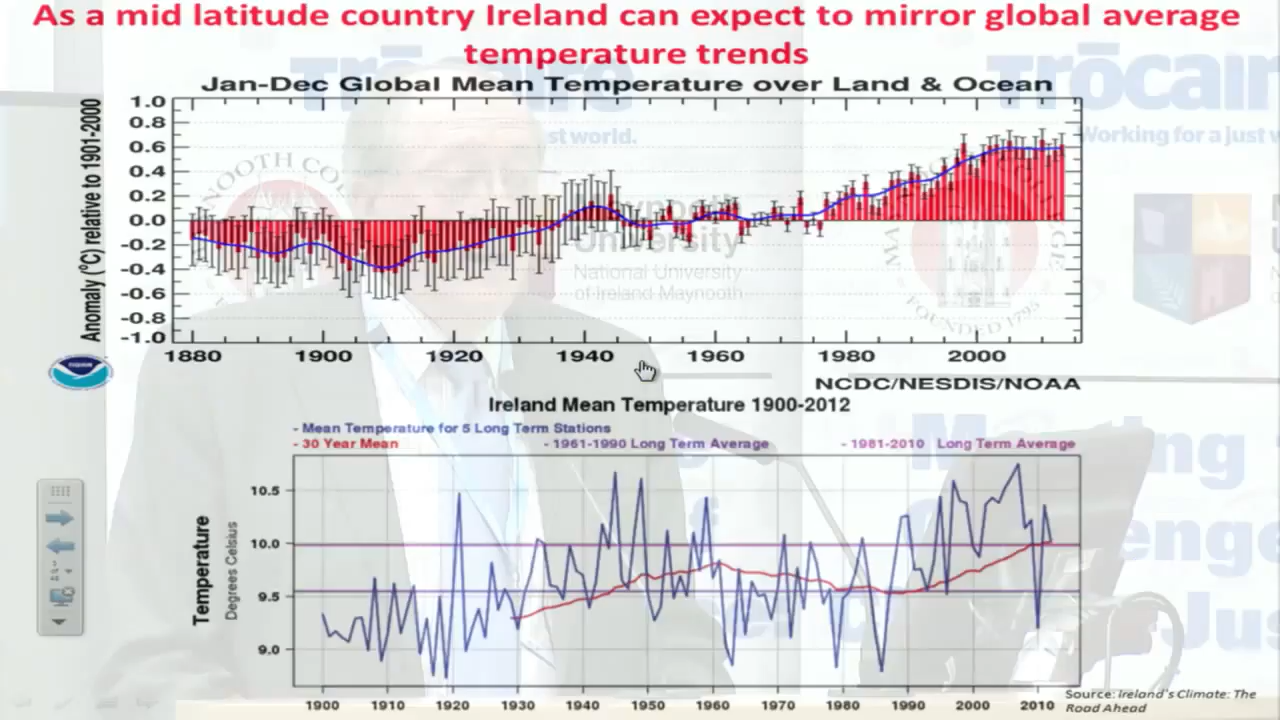 As a mid latitude country Ireland can expect to mirror global average
temperature trends
Jan-Dec Global Mean Temperature over Land & Ocean
Anomaly (°C) relative to 1901-2000
1.0
0.8
0.6
0.4
0.2
0.0
-0.2
-0.4
-0.6
-0.8
-1.0
1880 1900 1920 1940 1960 1980 2000
NCDC/NESDIS/NOAA
Trócaire
st world.
Trócair
Working for a just w
NOOTH COL
Maynooth
University
National University
of Ireland Maynooth
FOUNDED 1795
Ireland Mean Temperature 1900-2012
- Mean Temperature for 5 Long Term Stations
- 30 Year Mean - 1961-1990 Long Term Average - 1981-2010 Long Term Average
Temperature
Degrees Celsius
10.5
10.0
9.5
9.0
1900 1910 1920 1930 1940 1950 1960 1970 1980 1990 2000 2010
Source: Ireland's Climate: The
Road Ahead